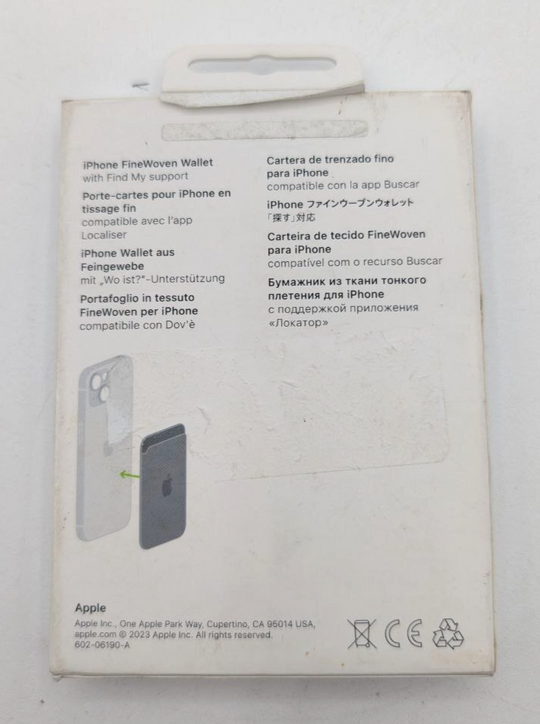 iPhone FineWoven Wallet
with Find My support
Porte-cartes pour iPhone en
tissage fin
compatible avec l'app
Localiser
iPhone Wallet aus
Feingewebe
mit „Wo ist?“-Unterstützung
Portafoglio in tessuto
FineWoven per iPhone
compatibile con Dov'è
Cartera de trenzado fino
para iPhone
compatible con la app Buscar
iPhone ファインウーブンウォレット
「探す」対応
Carteira de tecido FineWoven
para iPhone
compatível com o recurso Buscar
Бумажник из ткани тонкого
плетения для iPhone
с поддержкой приложения
«Локатор»
Apple
Apple Inc., One Apple Park Way, Cupertino, CA 95014 USA,
apple.com © 2023 Apple Inc. All rights reserved.
602-06190-A
CE